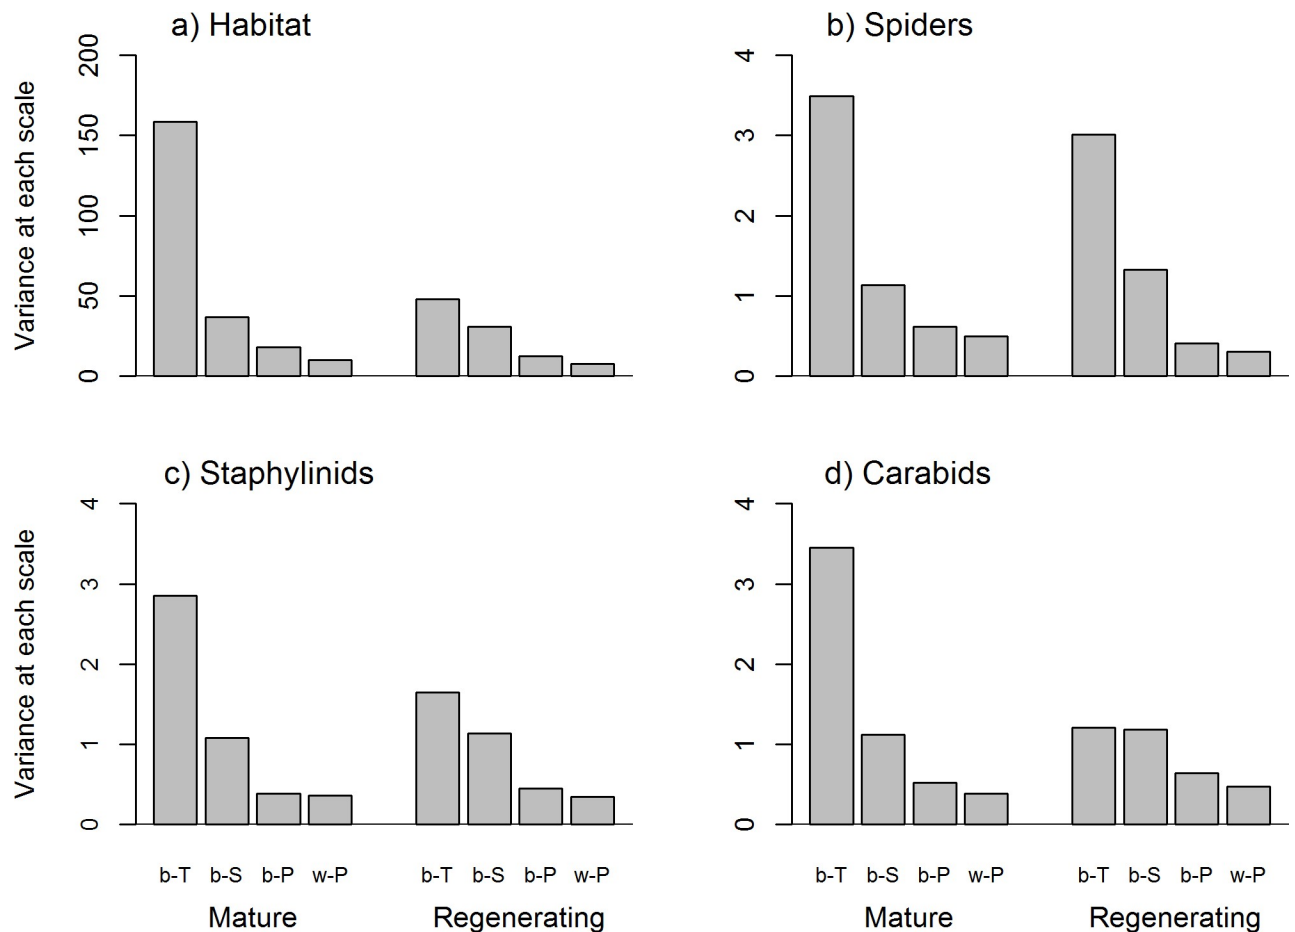 a) Habitat
b) Spiders
Variance at each scale
200
150
100
50
0
4
3
2
1
0
c) Staphylinids
d) Carabids
Variance at each scale
4
3
2
1
0
4
3
2
1
0
b-T b-S b-P w-P b-T b-S b-P w-P
b-T b-S b-P w-P b-T b-S b-P w-P
Mature Regenerating
Mature Regenerating